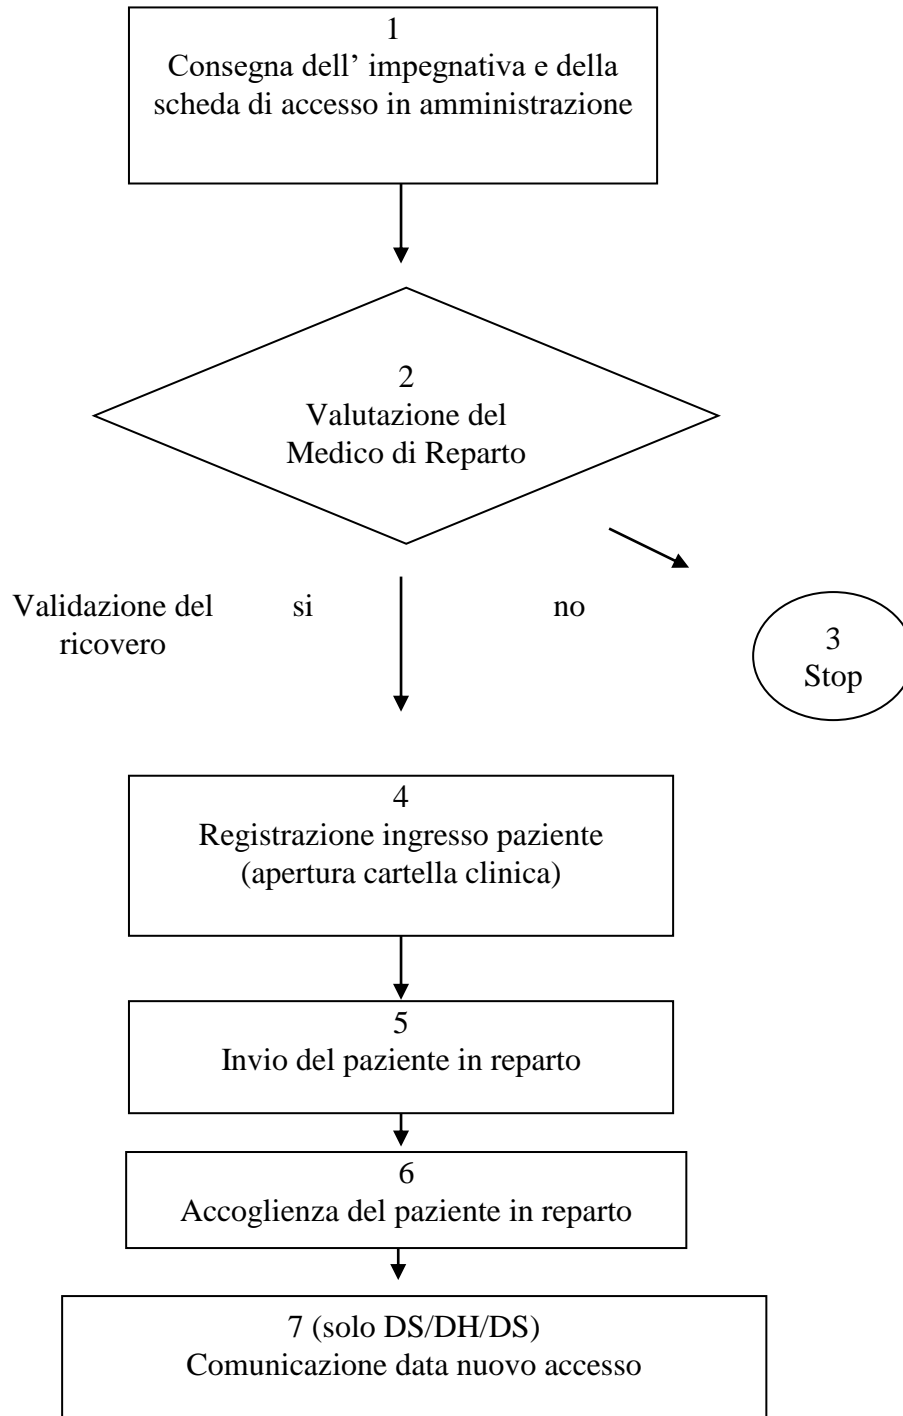 1
Consegna dell’ impegnativa e della
scheda di accesso in amministrazione
2
Valutazione del
Medico di Reparto
Validazione del
ricovero
si
no
3
Stop
4
Registrazione ingresso paziente
(apertura cartella clinica)
5
Invio del paziente in reparto
6
Accoglienza del paziente in reparto
7 (solo DS/DH/DS)
Comunicazione data nuovo accesso